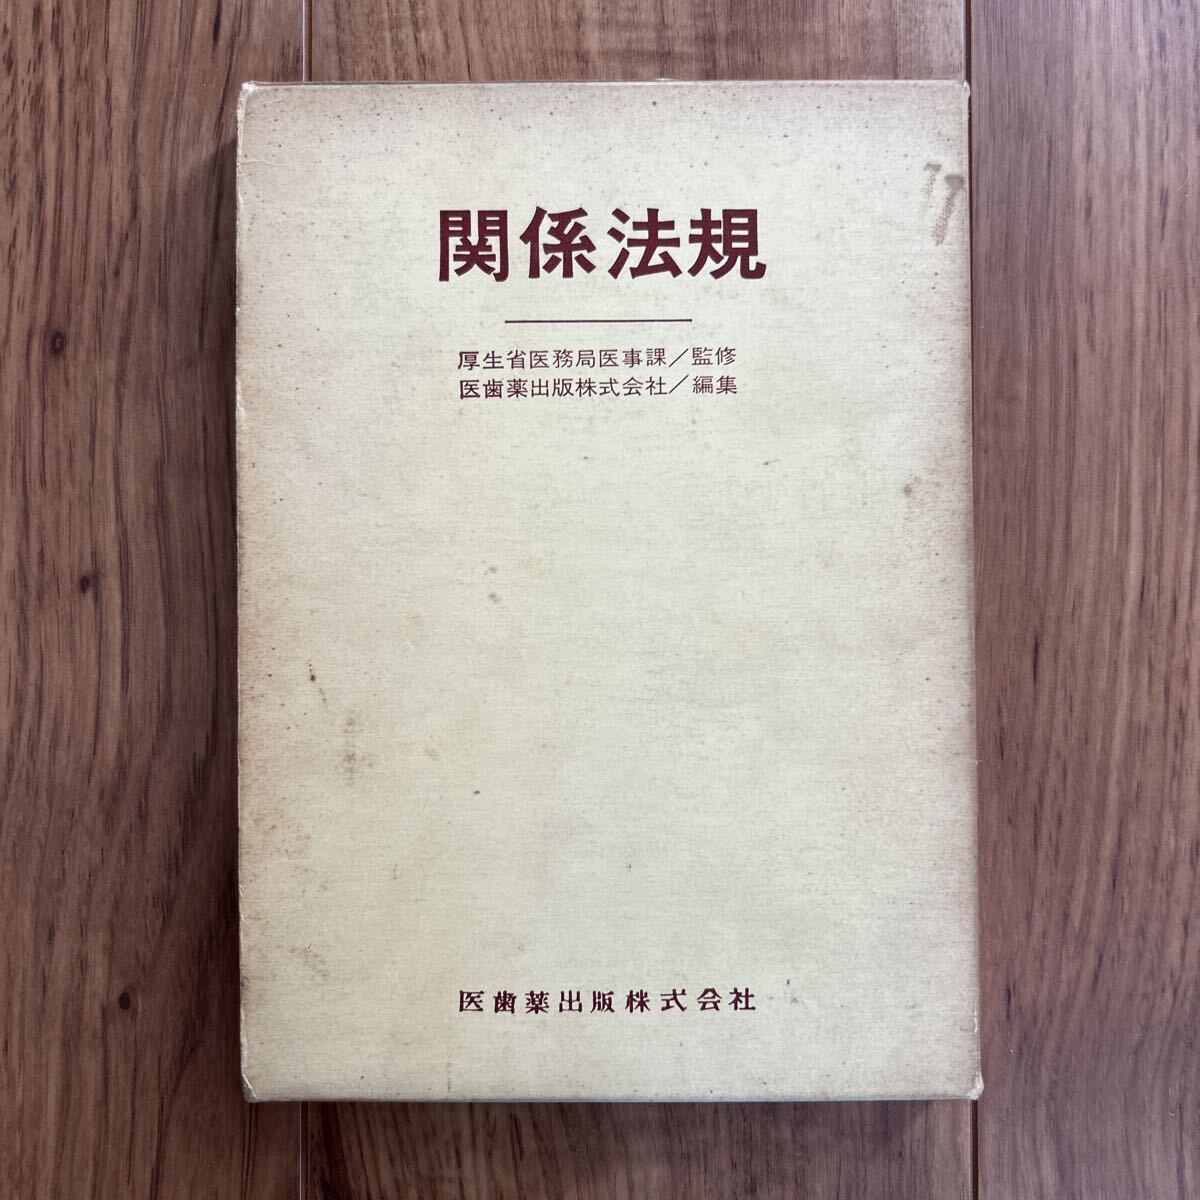 関係法規
厚生省医務局医事課/監修
医歯薬出版株式会社/編集
医歯薬出版株式会社